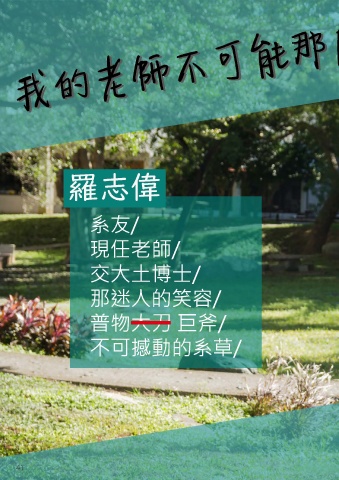 我的老師不可能那
羅志偉
系友/
現任老師/
交大土博士/
那迷人的笑容/
普物大刀 巨斧/
不可撼動的系草/